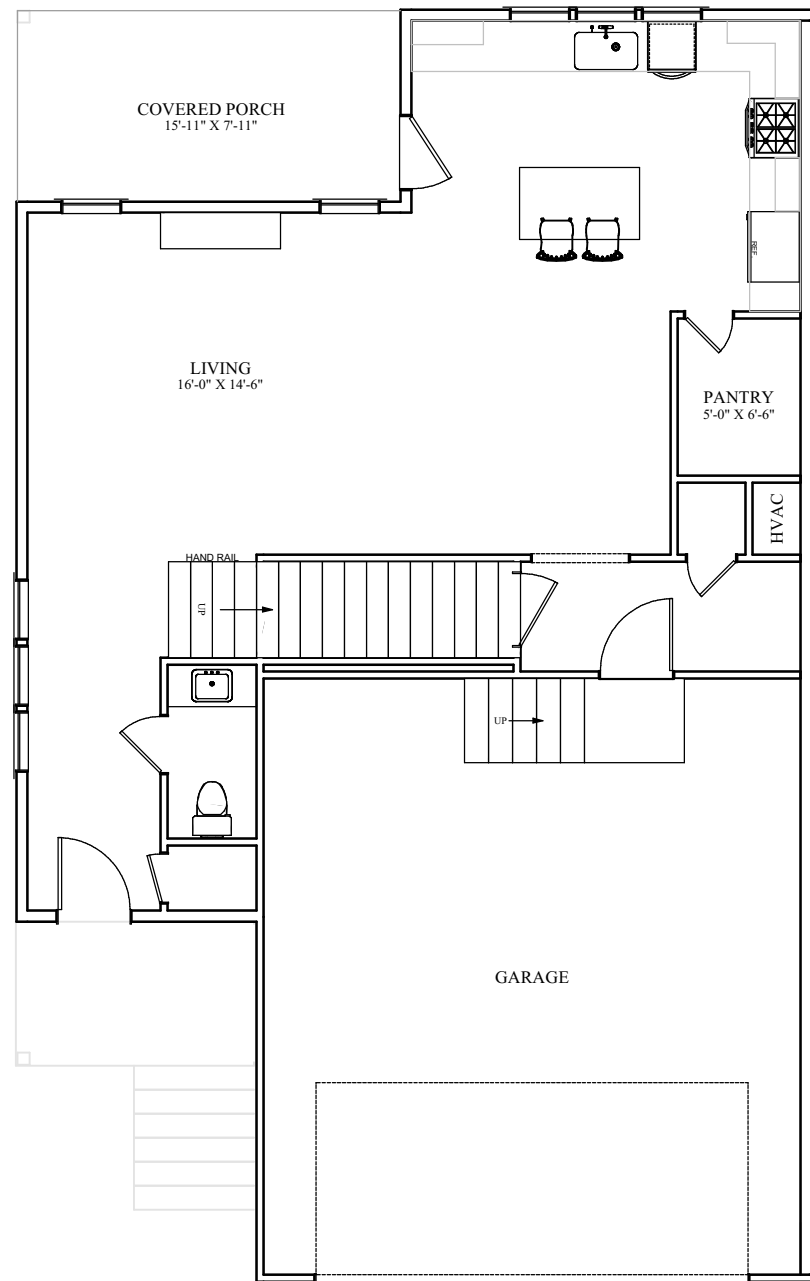 COVERED PORCH
15'-11" X 7'-11"
REF.
LIVING
16'-0" X 14'-6"
PANTRY
5'-0" X 6'-6"
HVAC
HAND RAIL
UP
UP
GARAGE